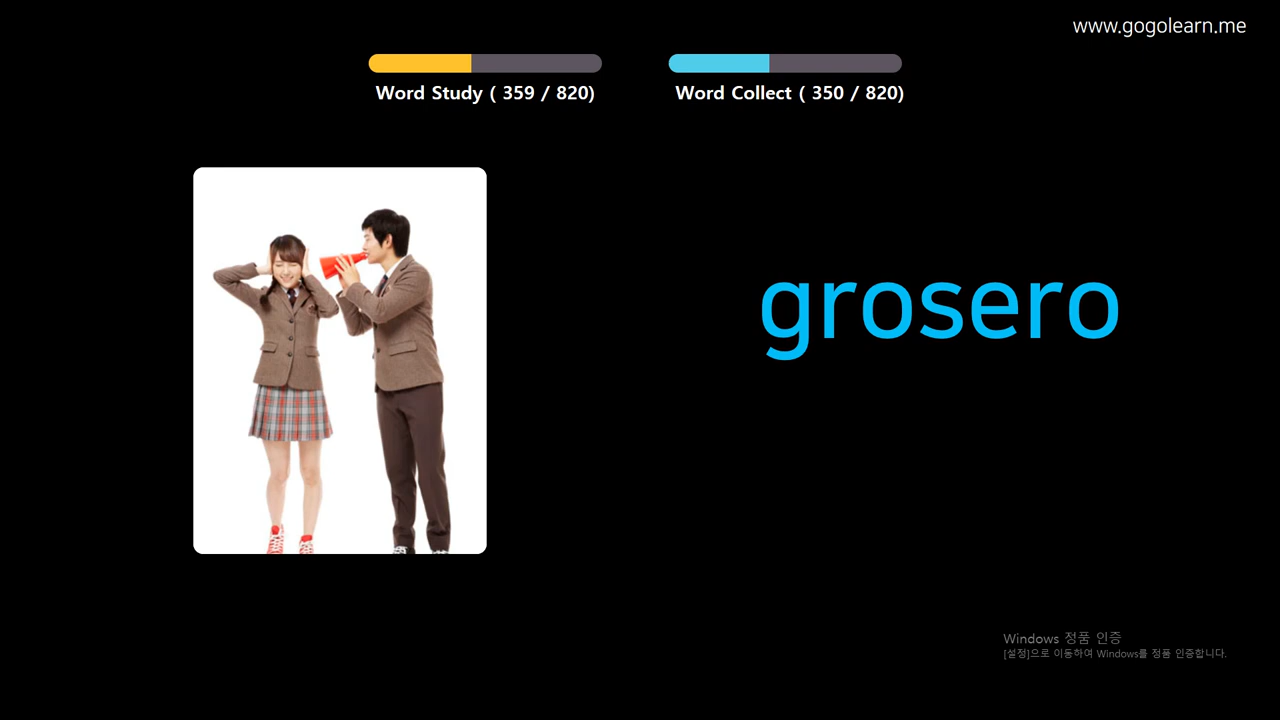 www.gogolearn.me
Word Study ( 359 / 820)
Word Collect ( 350 / 820)
grosero
Windows 정품 인증
[설정]으로 이동하여 Windows를 정품 인증합니다.